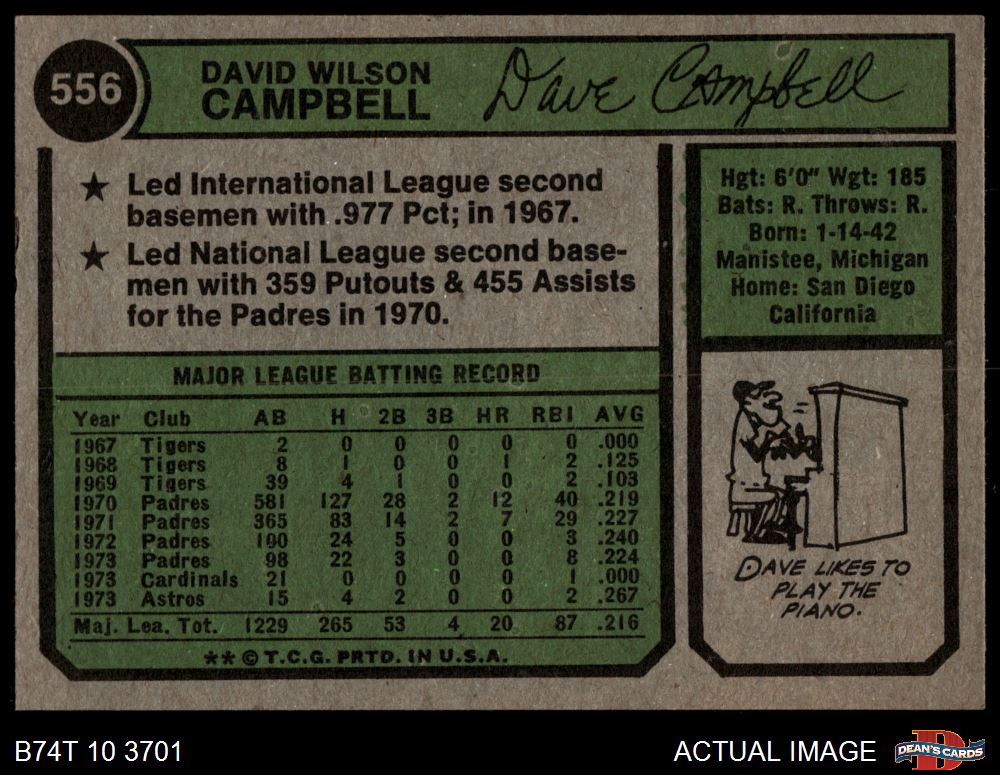 556
DAVID WILSON
CAMPBELL
Dave Campbell
★ Led International League second
basemen with .977 Pct; in 1967.
★ Led National League second base-
men with 359 Putouts & 455 Assists
for the Padres in 1970.
Hgt: 6'0" Wgt: 185
Bats: R. Throws: R.
Born: 1-14-42
Manistee, Michigan
Home: San Diego
California
MAJOR LEAGUE BATTING RECORD
Year Club AB H 2B 3B HR RBI AVG
1967 Tigers 2 0 0 0 0 0 .000
1968 Tigers 8 1 0 0 1 2 .125
1969 Tigers 39 4 1 0 0 2 .103
1970 Padres 581 127 28 2 12 40 .219
1971 Padres 365 83 14 2 7 29 .227
1972 Padres 100 24 5 0 0 3 .240
1973 Padres 98 22 3 0 0 8 .224
1973 Cardinals 21 0 0 0 0 1 .000
1973 Astros 15 4 2 0 0 2 .267
Maj. Lea. Tot. 1229 265 53 4 20 87 .216
** © T.C.G. PRTD. IN U.S.A.
DAVE LIKES TO
PLAY THE
PIANO.
B74T 10 3701
ACTUAL IMAGE
D
DEAN'S CARDS